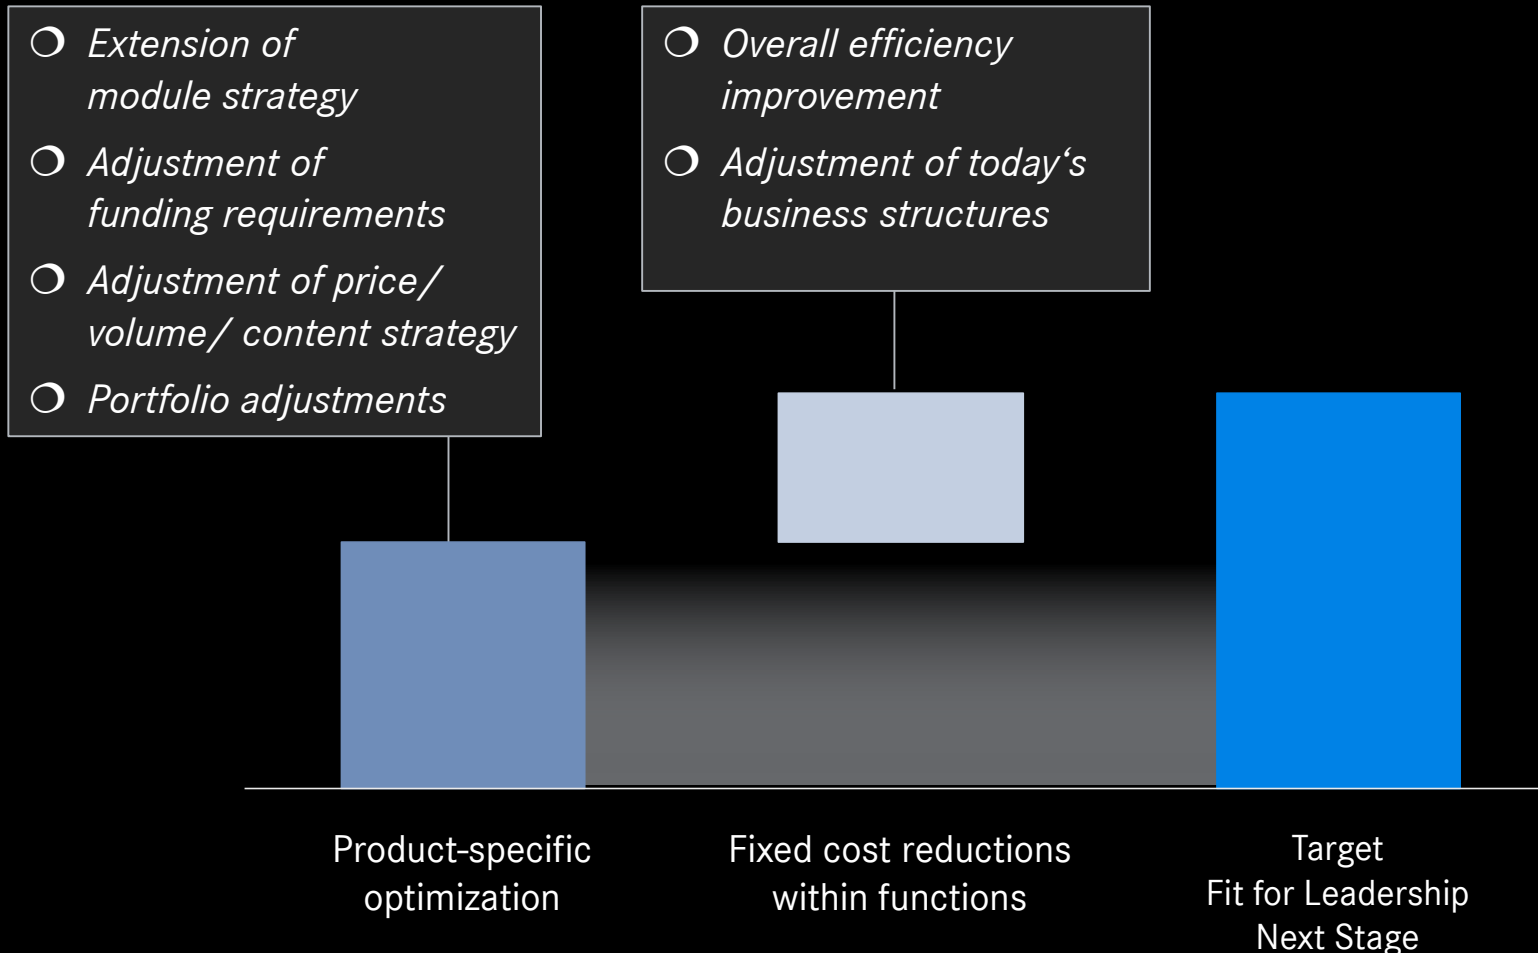 Extension of
module strategy
Adjustment of
funding requirements
Adjustment of price/
volume/ content strategy
Portfolio adjustments
Overall efficiency
improvement
Adjustment of today‘s
business structures
Product-specific
optimization
Fixed cost reductions
within functions
Target
Fit for Leadership
Next Stage